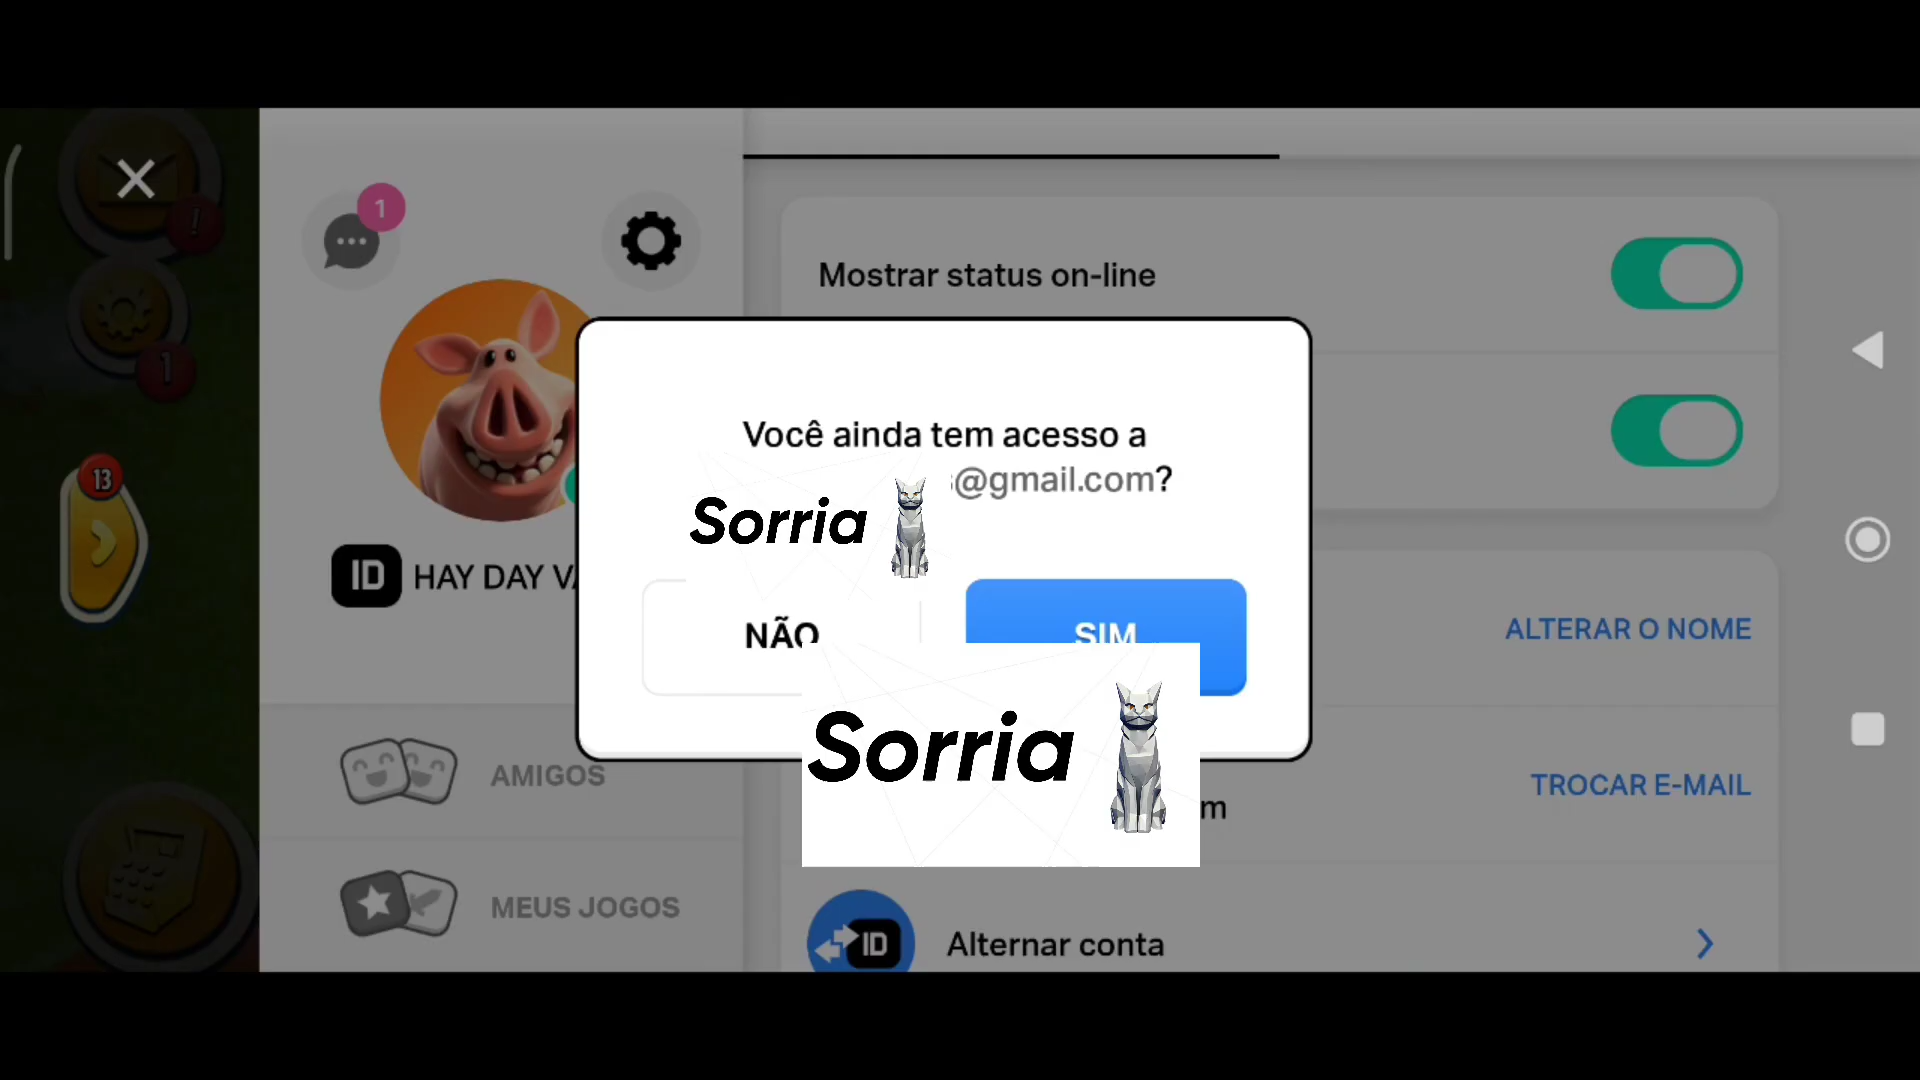 1
Mostrar status on-line
!
1
Você ainda tem acesso a
@gmail.com?
Sorria
13
ID HAY DAY
NÃO
SIM
ALTERAR O NOME
Sorria
AMIGOS
TROCAR E-MAIL
m
MEUS JOGOS
ID
Alternar conta